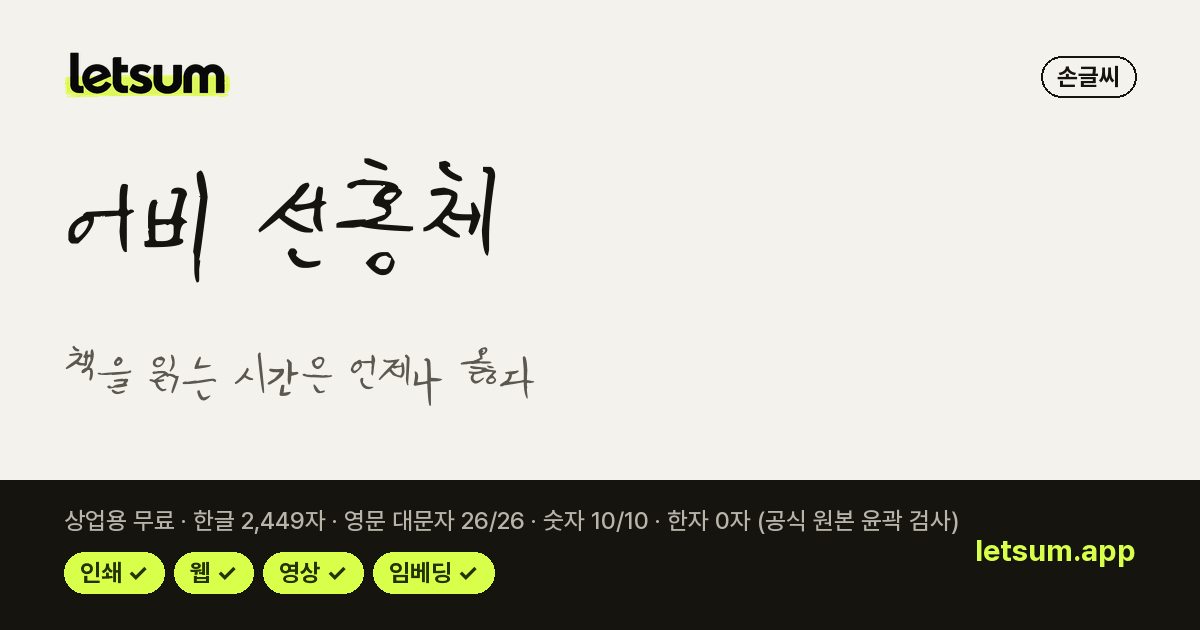 letsum
손글씨
어비 선홍체
책을 읽는 시간은 언제나 옳다
상업용 무료 · 한글 2,449자 · 영문 대문자 26/26 · 숫자 10/10 · 한자 0자 (공식 원본 윤곽 검사)
인쇄 ✓ 웹 ✓ 영상 ✓ 임베딩 ✓
letsum.app